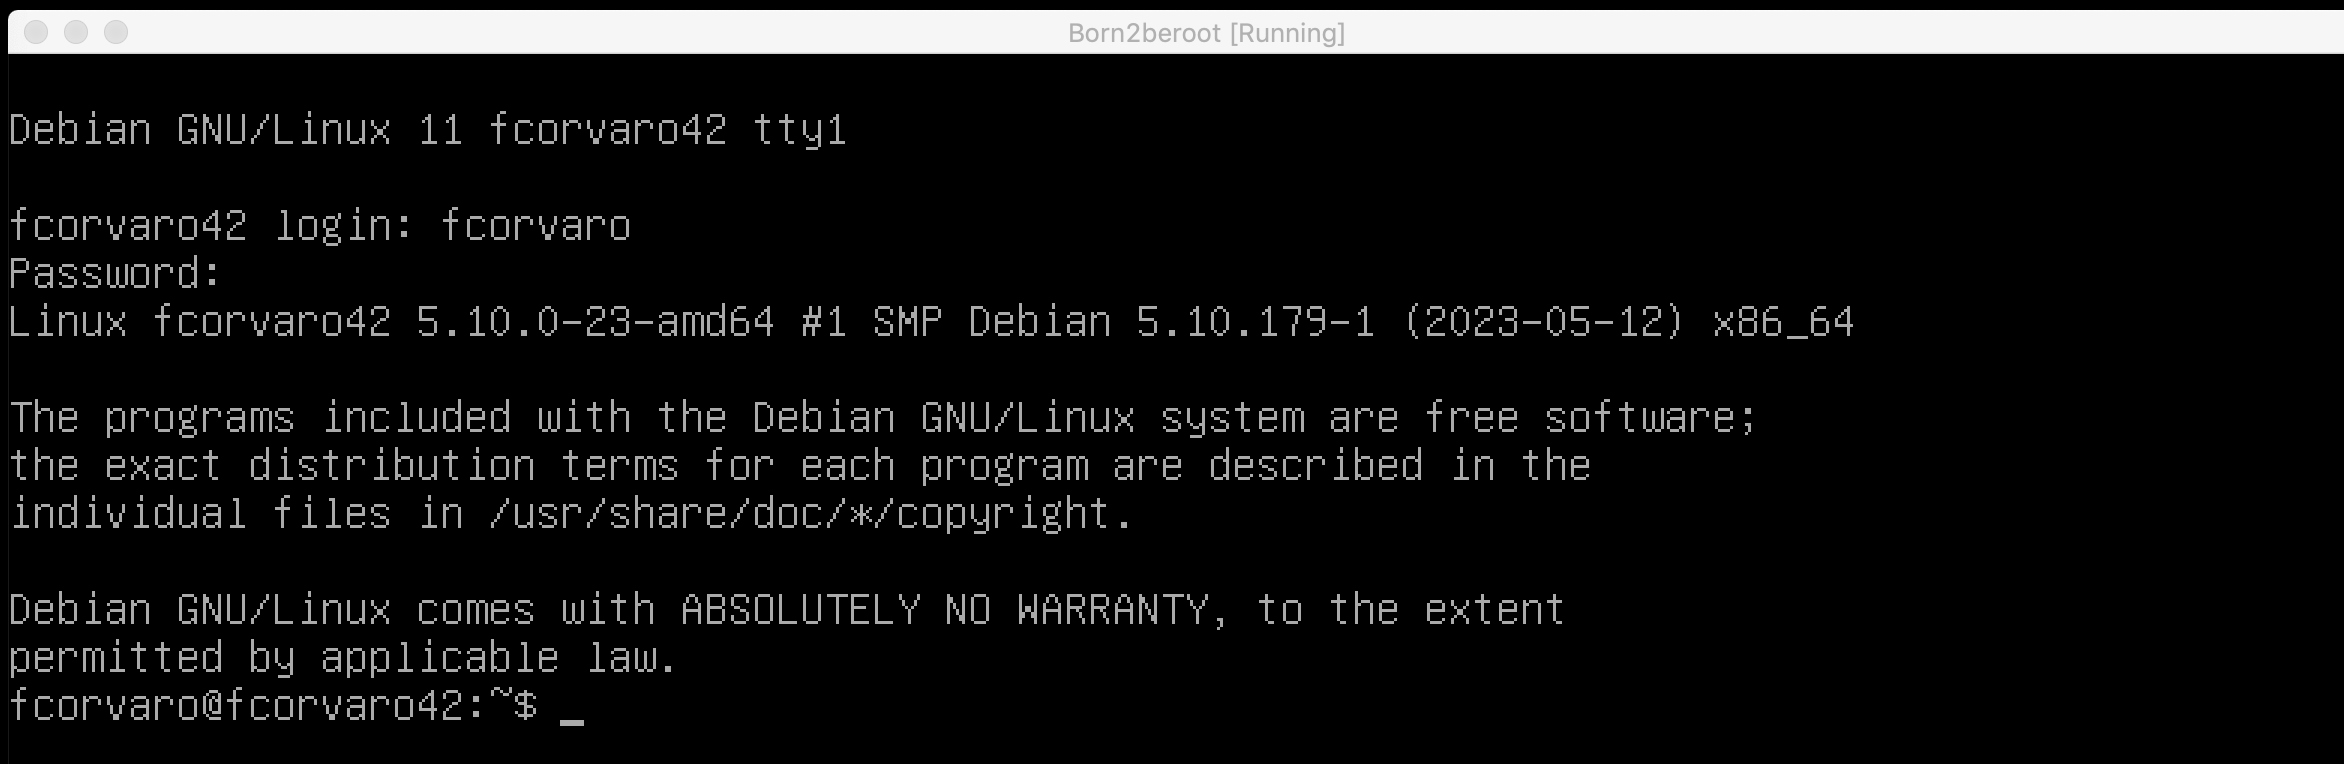 Born2beroot [Running]
Debian GNU/Linux 11 fcorvaro42 tty1
fcorvaro42 login: fcorvaro
Password:
Linux fcorvaro42 5.10.0-23-amd64 #1 SMP Debian 5.10.179-1 (2023-05-12) x86_64
The programs included with the Debian GNU/Linux system are free software;
the exact distribution terms for each program are described in the
individual files in /usr/share/doc/*/copyright.
Debian GNU/Linux comes with ABSOLUTELY NO WARRANTY, to the extent
permitted by applicable law.
fcorvaro@fcorvaro42:~$ _